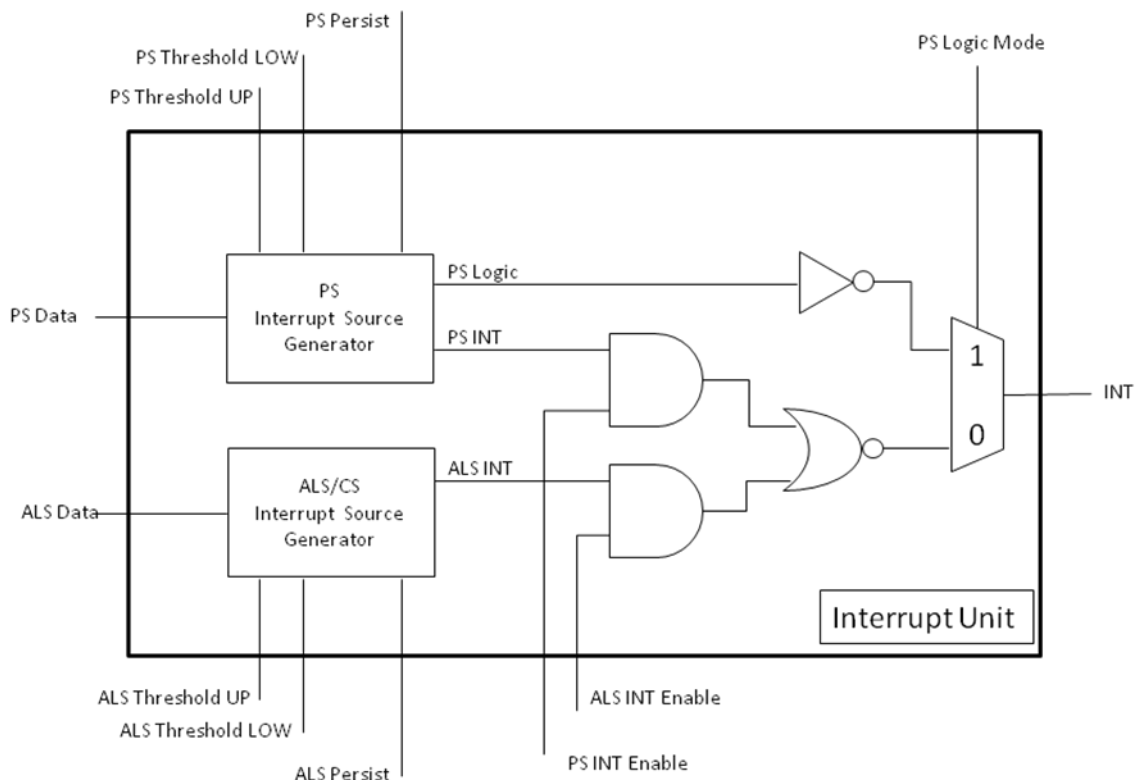 PS Persist
PS Logic Mode
PS Threshold LOW
PS Threshold UP
PS Logic
PS
Interrupt Source
Generator
PS Data
PS INT
1
INT
0
ALS INT
ALS/CS
Interrupt Source
Generator
ALS Data
Interrupt Unit
ALS Threshold UP
ALS INT Enable
ALS Threshold LOW
PS INT Enable
ALS Persist